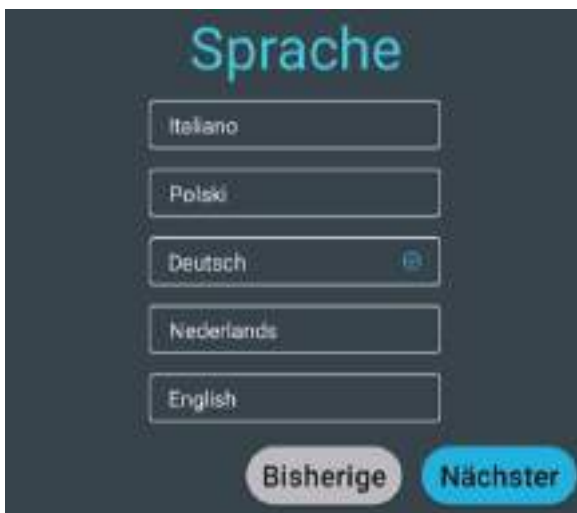 Sprache
Italiano
Polski
Deutsch
Nederlands
English
Bisherige Nächster